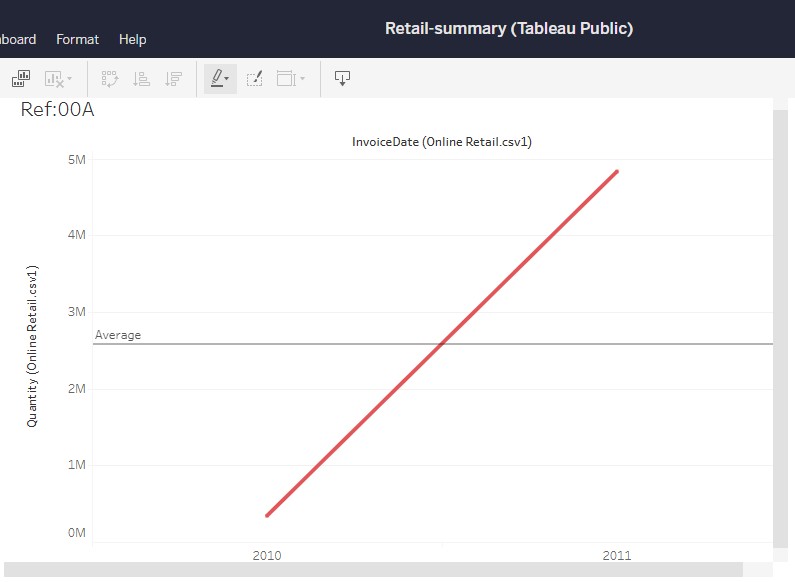 Retail-summary (Tableau Public)
Format Help
Ref:00A
InvoiceDate (Online Retail.csv1)
5M
4M
3M
Average
2M
1M
0M
Quantity (Online Retail.csv1)
2010 2011